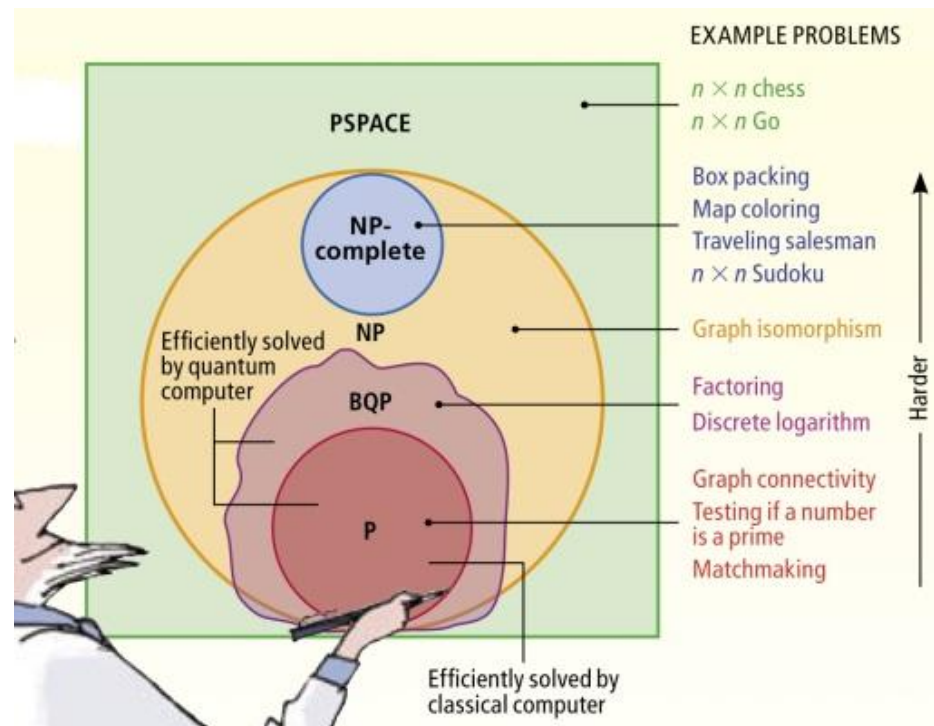 EXAMPLE PROBLEMS
n × n chess
n × n Go
PSPACE
Box packing
Map coloring
Traveling salesman
n × n Sudoku
NP-
complete
NP
Graph isomorphism
Efficiently solved
by quantum
computer
BQP
Factoring
Discrete logarithm
Harder
P
Graph connectivity
Testing if a number
is a prime
Matchmaking
Efficiently solved by
classical computer